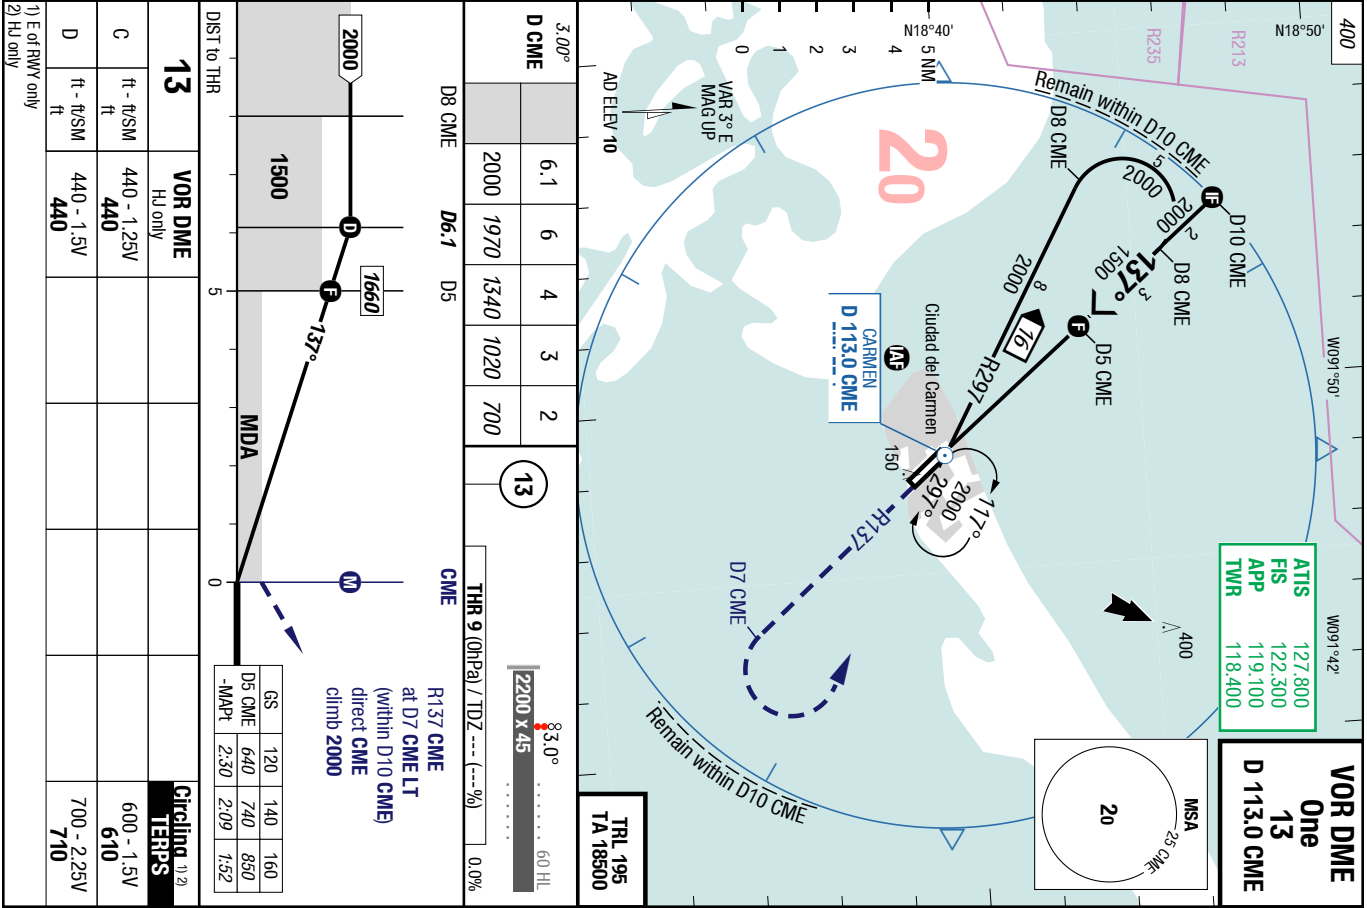 VOR DME
One
13
D 113.0 CME
400
N18°50'
W091°50'
W091°42'
R213
R235
N18°40'
ATIS 127.800
FIS 122.300
APP 119.100
TWR 118.400
MSA
25 CME
20
Remain within D10 CME
IF
D10 CME
D8 CME
D8 CME
5
2000
2000
2
1500
137°
3
F
D5 CME
2000
8
16
R297
20
Ciudad del Carmen
CARMEN
D 113.0 CME
IAF
150
117°
2000
297°
400
R137
D7 CME
Remain within D10 CME
VAR 3° E
MAG UP
AD ELEV 10
0 1 2 3 4 5 NM
TRL 195
TA 18500
3.00°
D CME
6.1 6 4 3 2
2000 1970 1340 1020 700
13
3.0°
2200 x 45
60 HL
THR 9 (0hPa) / TDZ --- (---%)
0.0%
D8 CME D6.1 D5 CME
2000
D
1660
F
137°
1500
MDA
M
R137 CME
at D7 CME LT
(within D10 CME)
direct CME
climb 2000
GS 120 140 160
D5 CME 640 740 850
-MAPt 2:30 2:09 1:52
DIST to THR
5
0
13
VOR DME
HJ only
Circling 1) 2)
TERPS
C
ft - ft/SM
ft
440 - 1.25V
440
600 - 1.5V
610
D
ft - ft/SM
ft
440 - 1.5V
440
700 - 2.25V
710
1) E of RWY only
2) HJ only